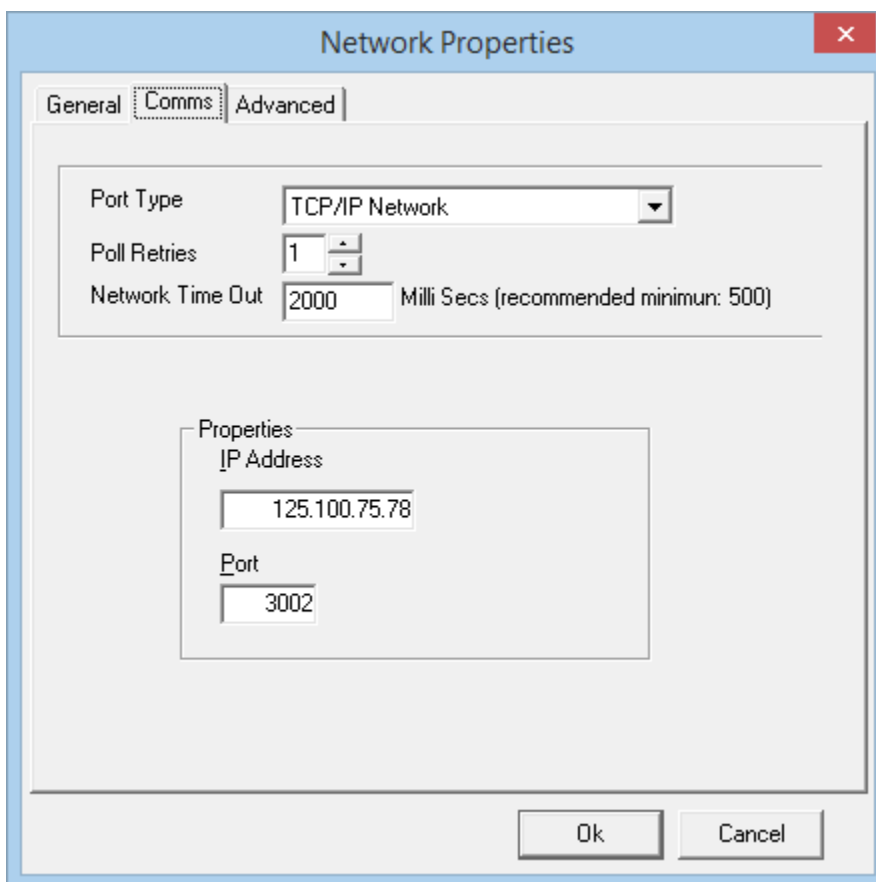 Network Properties
General Comms Advanced
Port Type TCP/IP Network
Poll Retries 1
Network Time Out 2000 Milli Secs (recommended minimun: 500)
Properties
IP Address
125.100.75.78
Port
3002
Ok Cancel